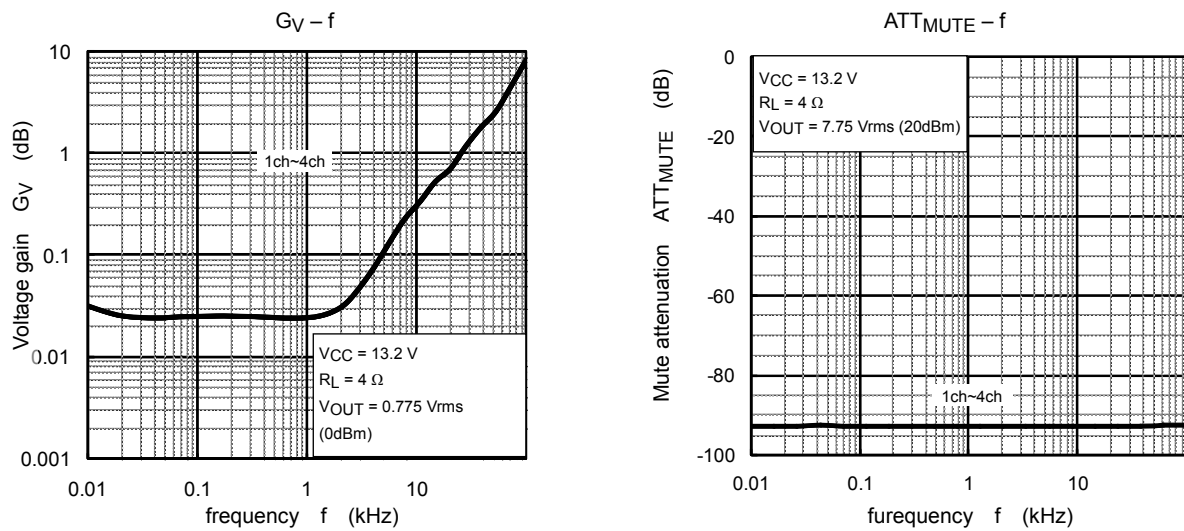 GV – f
10
1
0.1
0.01
0.001
Voltage gain GV (dB)
1ch~4ch
VCC = 13.2 V
RL = 4 Ω
VOUT = 0.775 Vrms
(0dBm)
0.01
0.1
1
10
frequency f (kHz)
ATTMUTE – f
0
-20
-40
-60
-80
-100
Mute attenuation ATTMUTE (dB)
VCC = 13.2 V
RL = 4 Ω
VOUT = 7.75 Vrms (20dBm)
1ch~4ch
0.01
0.1
1
10
furequency f (kHz)